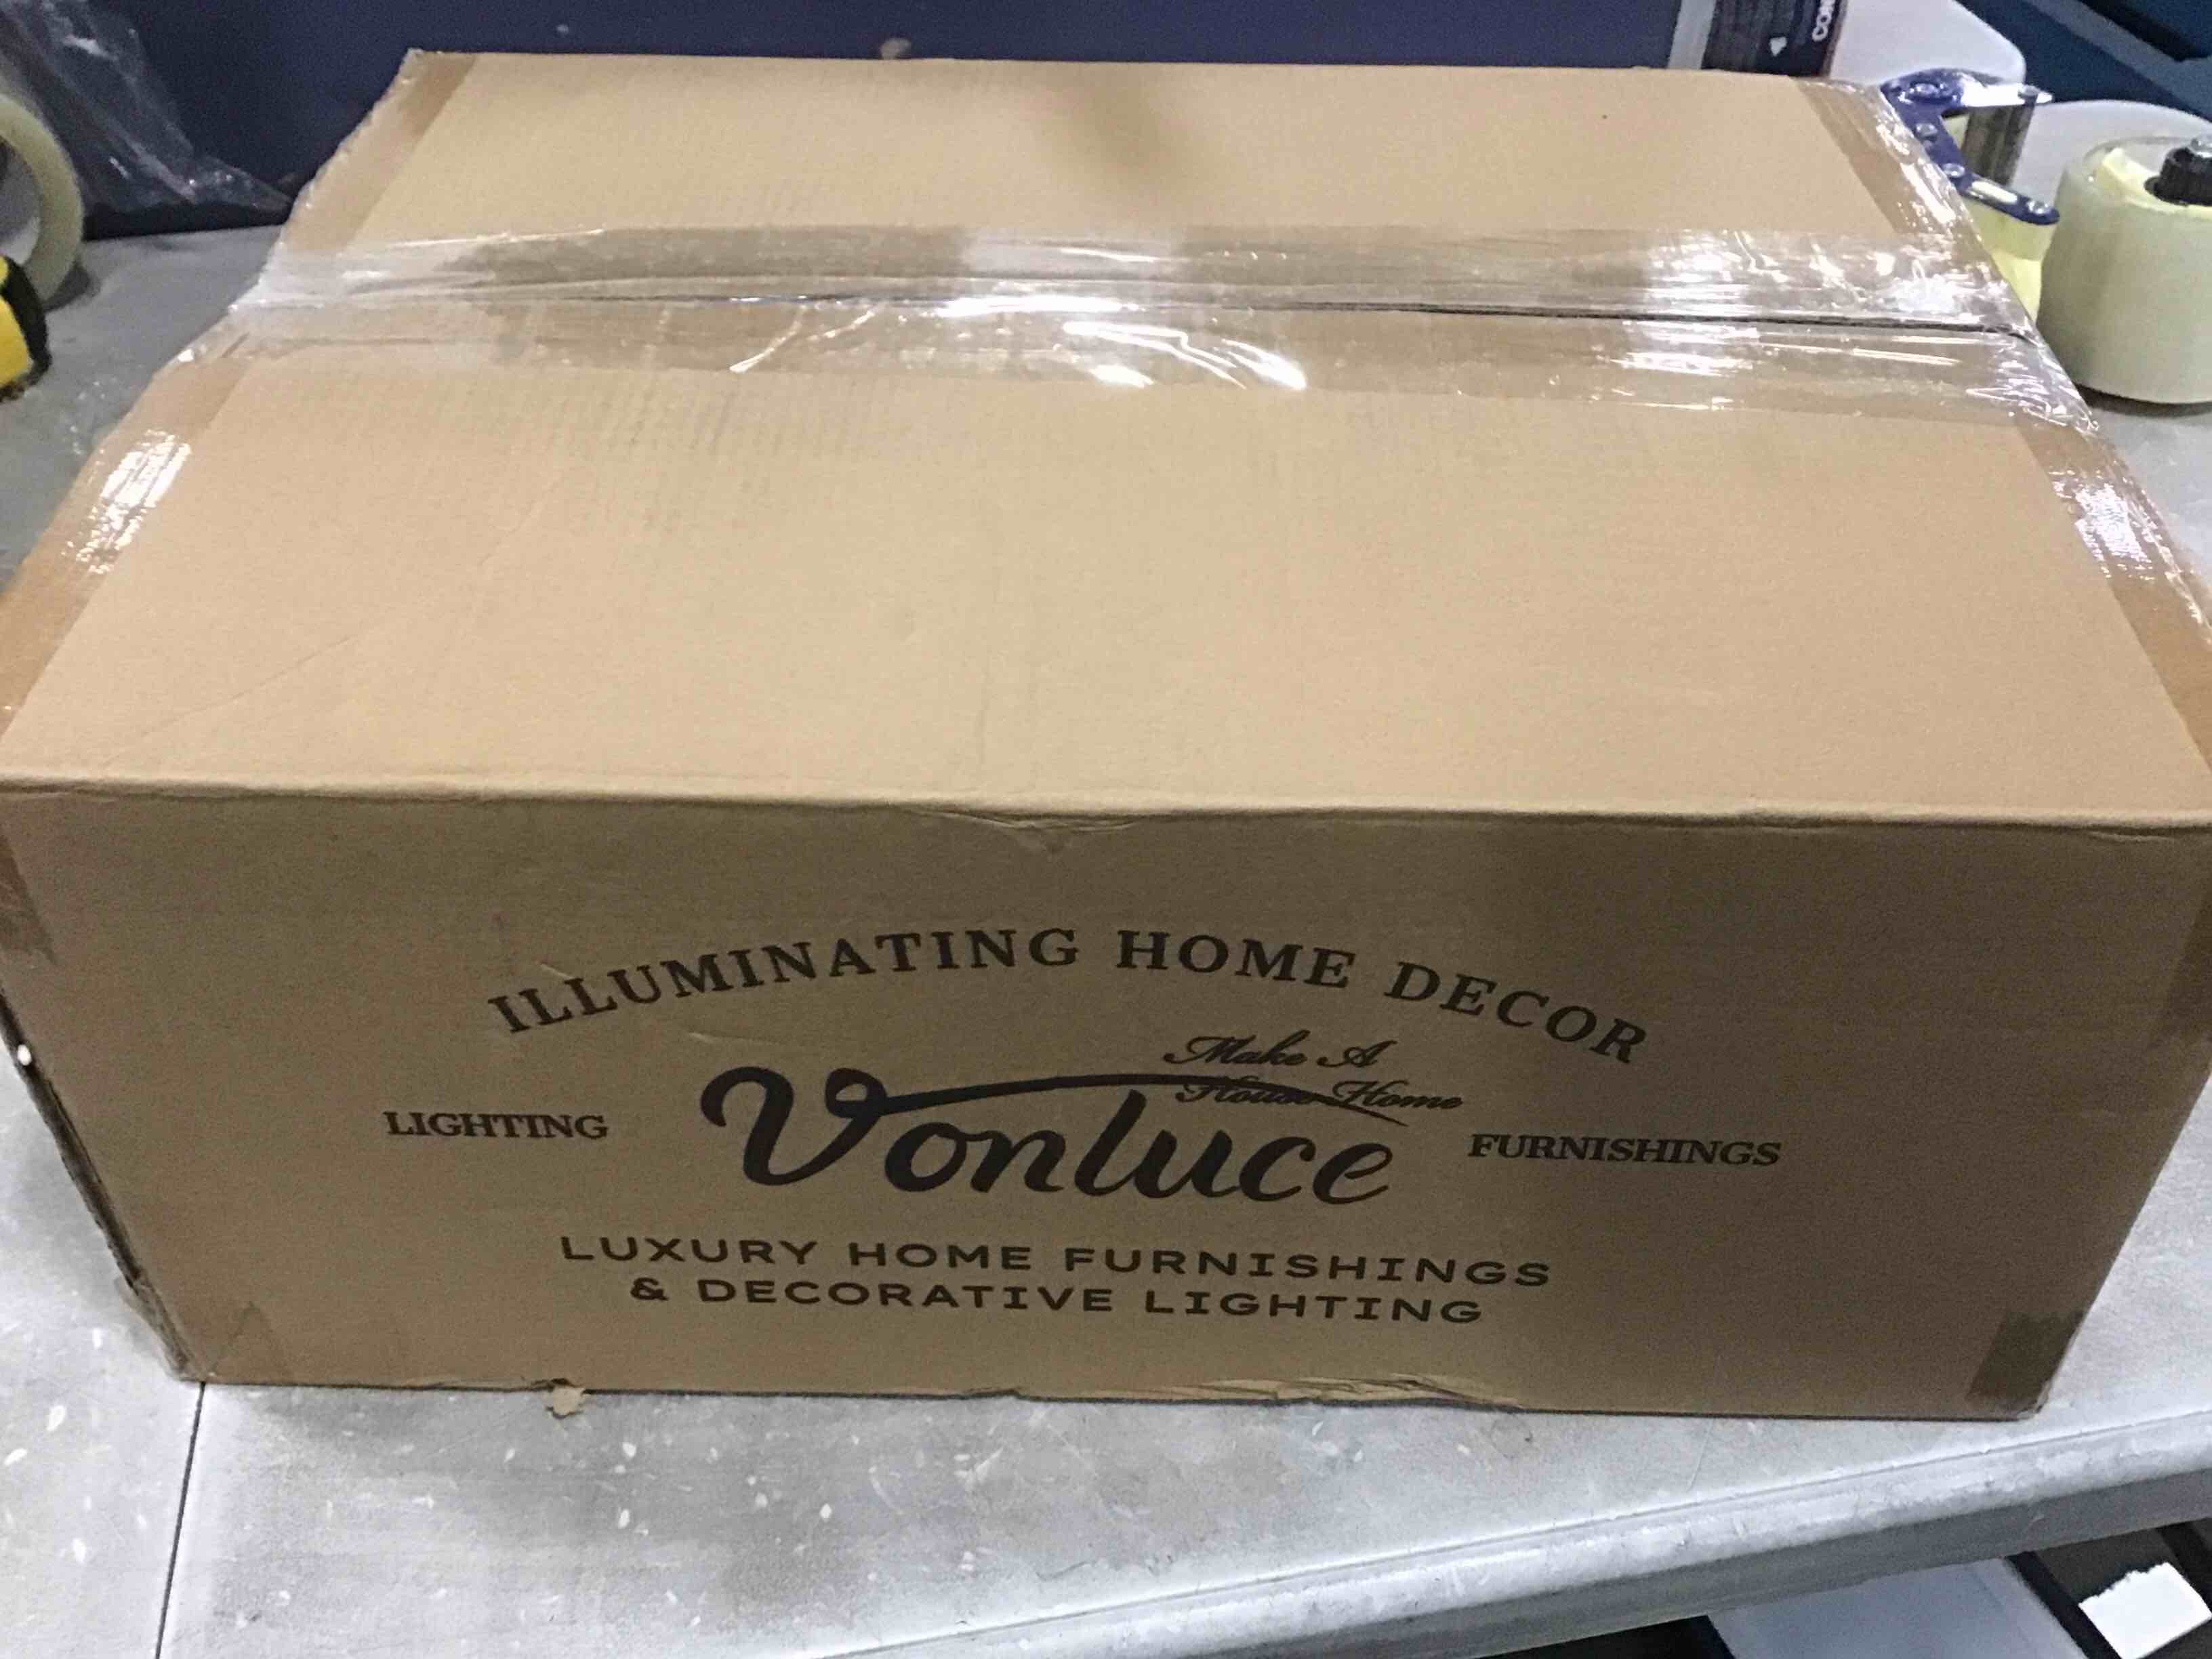 ILLUMINATING HOME DECOR
Make A
House Home
LIGHTING
Vonluce
FURNISHINGS
LUXURY HOME FURNISHINGS
& DECORATIVE LIGHTING